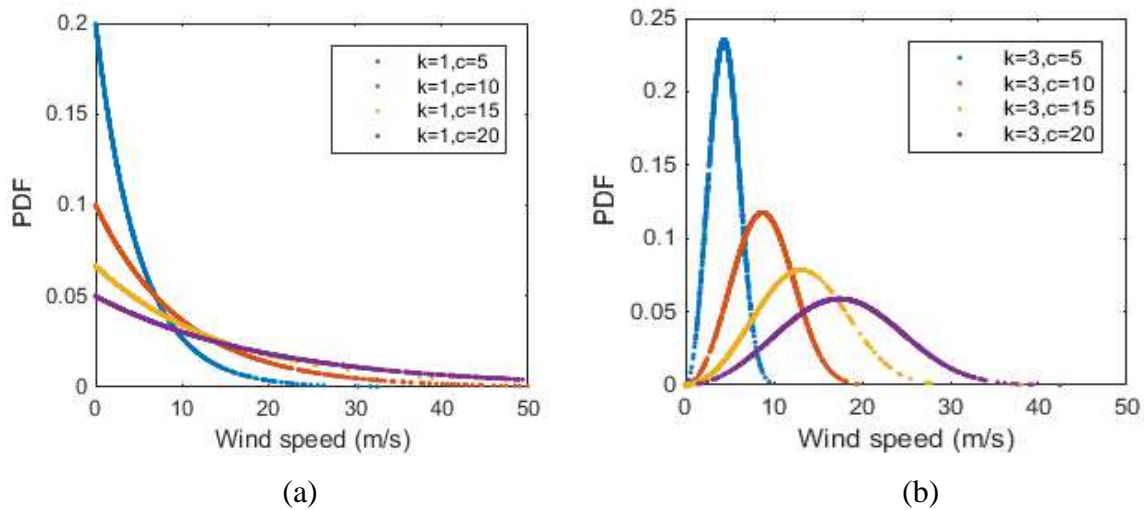 0.2
0.15
0.1
0.05
0
PDF
k=1,c=5
k=1,c=10
k=1,c=15
k=1,c=20
0 10 20 30 40 50
Wind speed (m/s)
(a)
0.25
0.2
0.15
0.1
0.05
0
PDF
k=3,c=5
k=3,c=10
k=3,c=15
k=3,c=20
0 10 20 30 40 50
Wind speed (m/s)
(b)